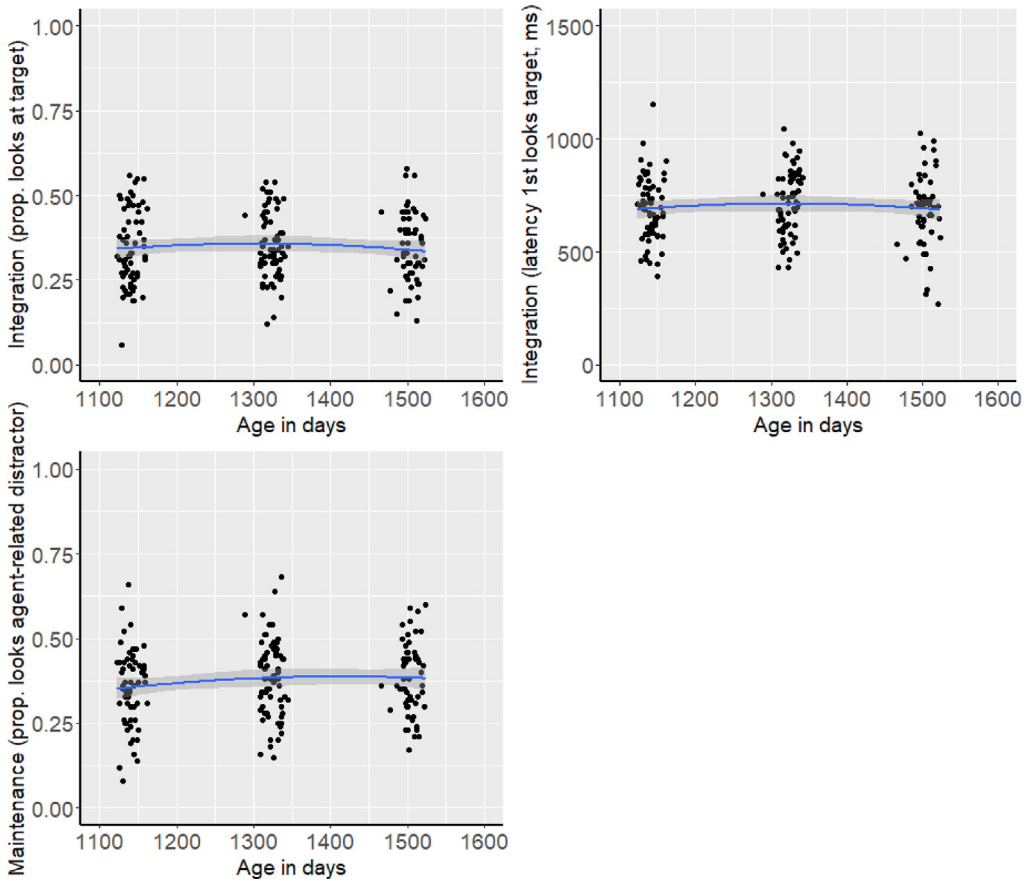 Integration (prop. looks at target)
1.00
0.75
0.50
0.25
0.00
1100 1200 1300 1400 1500 1600
Age in days
Integration (latency 1st looks target, ms)
1500
1000
500
0
1100 1200 1300 1400 1500 1600
Age in days
Maintenance (prop. looks agent-related distractor)
1.00
0.75
0.50
0.25
0.00
1100 1200 1300 1400 1500 1600
Age in days